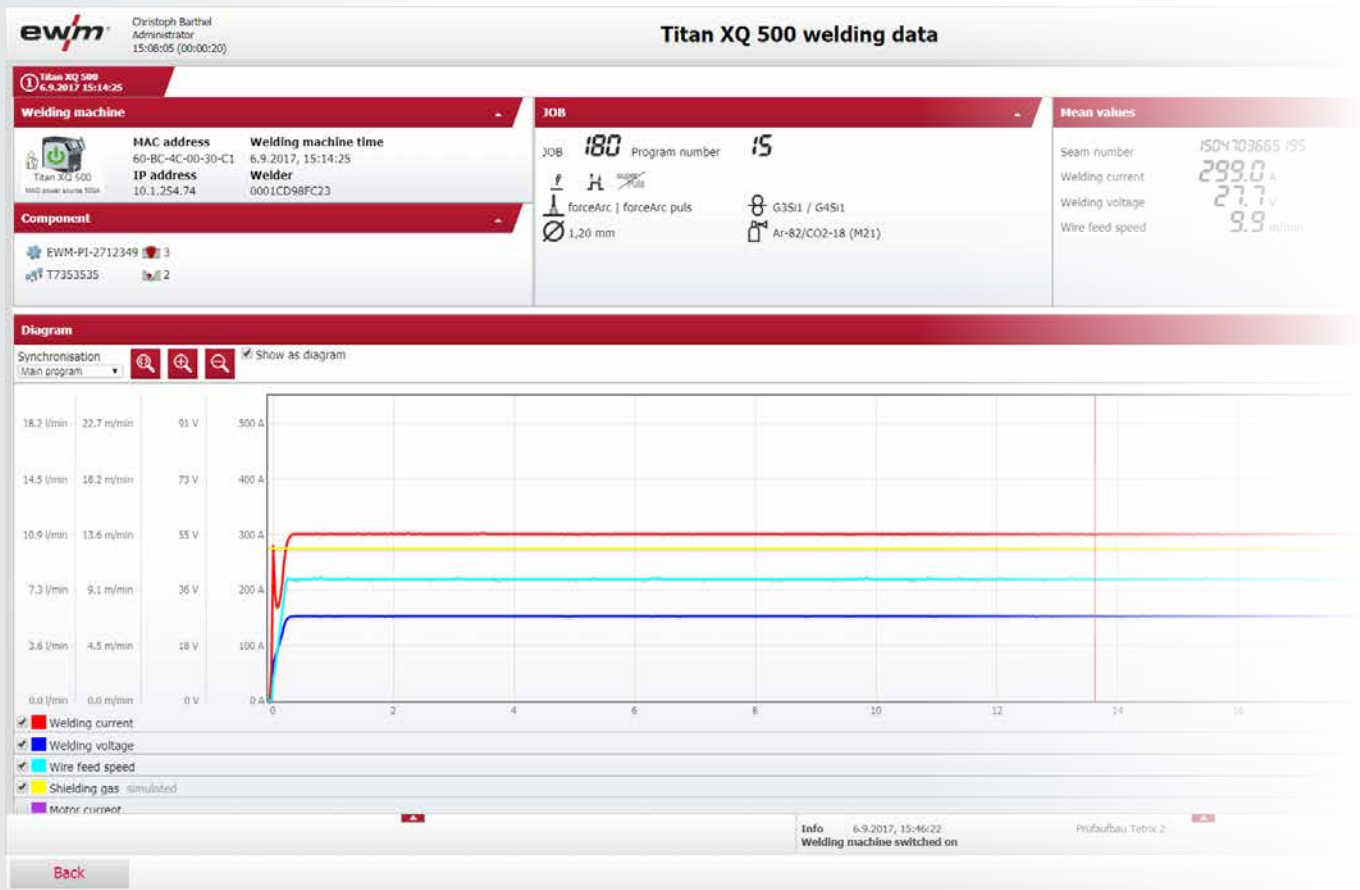 ewm
Christoph Barthel
Administrator
15:08:05 (00:00:20)
Titan XQ 500 welding data
1 Titan XQ 500
6.9.2017 15:14:25
Welding machine
Titan XQ 500
MAC address
60-BC-4C-00-30-C1
IP address
10.1.254.74
Welding machine time
6.9.2017, 15:14:25
Welder
0001CD98FC23
Component
EWM-PI-2712349 3
T7353535 2
JOB
JOB 180 Program number 15
super Puls
forceArc | forceArc puls
G3Si1 / G4Si1
1,20 mm
Ar-82/CO2-18 (M21)
Mean values
Seam number 1504703665 195
Welding current 299.0 A
Welding voltage 27.7 V
Wire feed speed 9.9 m/min
Diagram
Synchronisation
Main program
Show as diagram
18.2 l/min 22.7 m/min 91 V 500 A
14.5 l/min 18.2 m/min 73 V 400 A
10.9 l/min 13.6 m/min 55 V 300 A
7.3 l/min 9.1 m/min 36 V 200 A
3.6 l/min 4.5 m/min 18 V 100 A
0.0 l/min 0.0 m/min 0 V 0 A
0 2 4 6 8 10 12 14 16
Welding current
Welding voltage
Wire feed speed
Shielding gas simulated
Motor current
Info 6.9.2017, 15:46:22
Welding machine switched on
Prüfaufbau Tetrix 2
Back